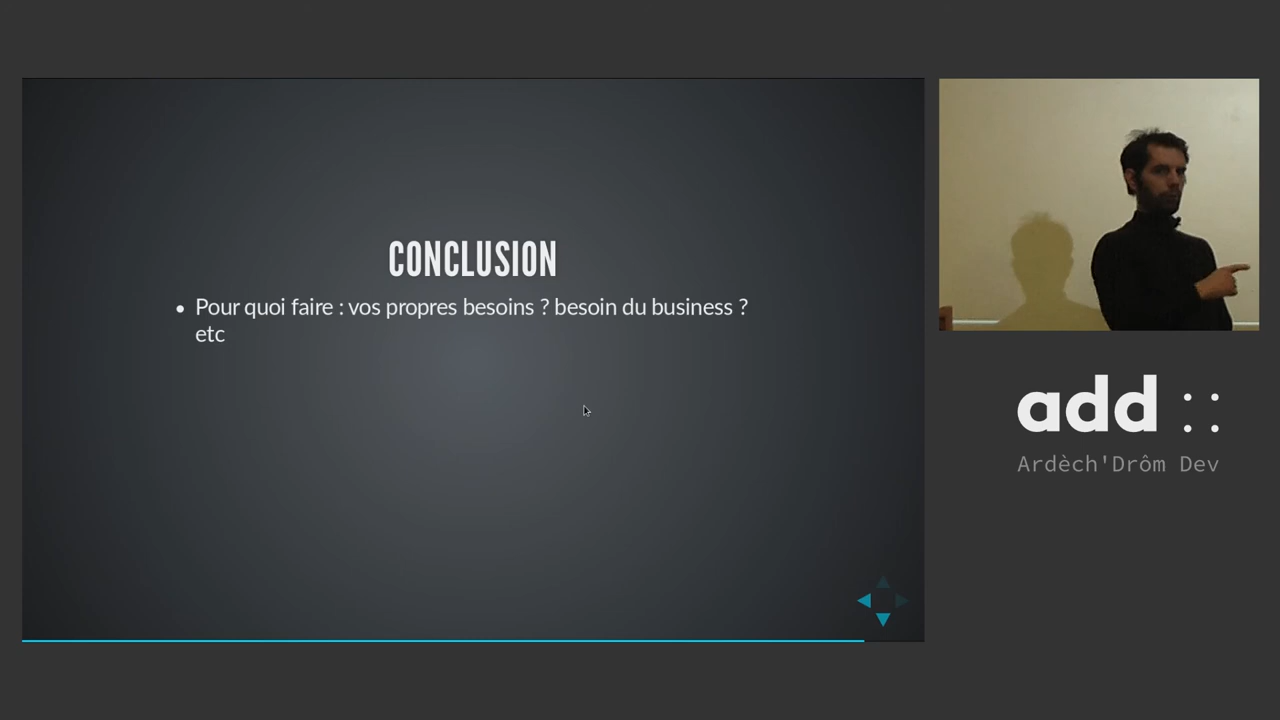 CONCLUSION
• Pour quoi faire : vos propres besoins ? besoin du business ?
etc
add ::
Ardèch'Drôm Dev